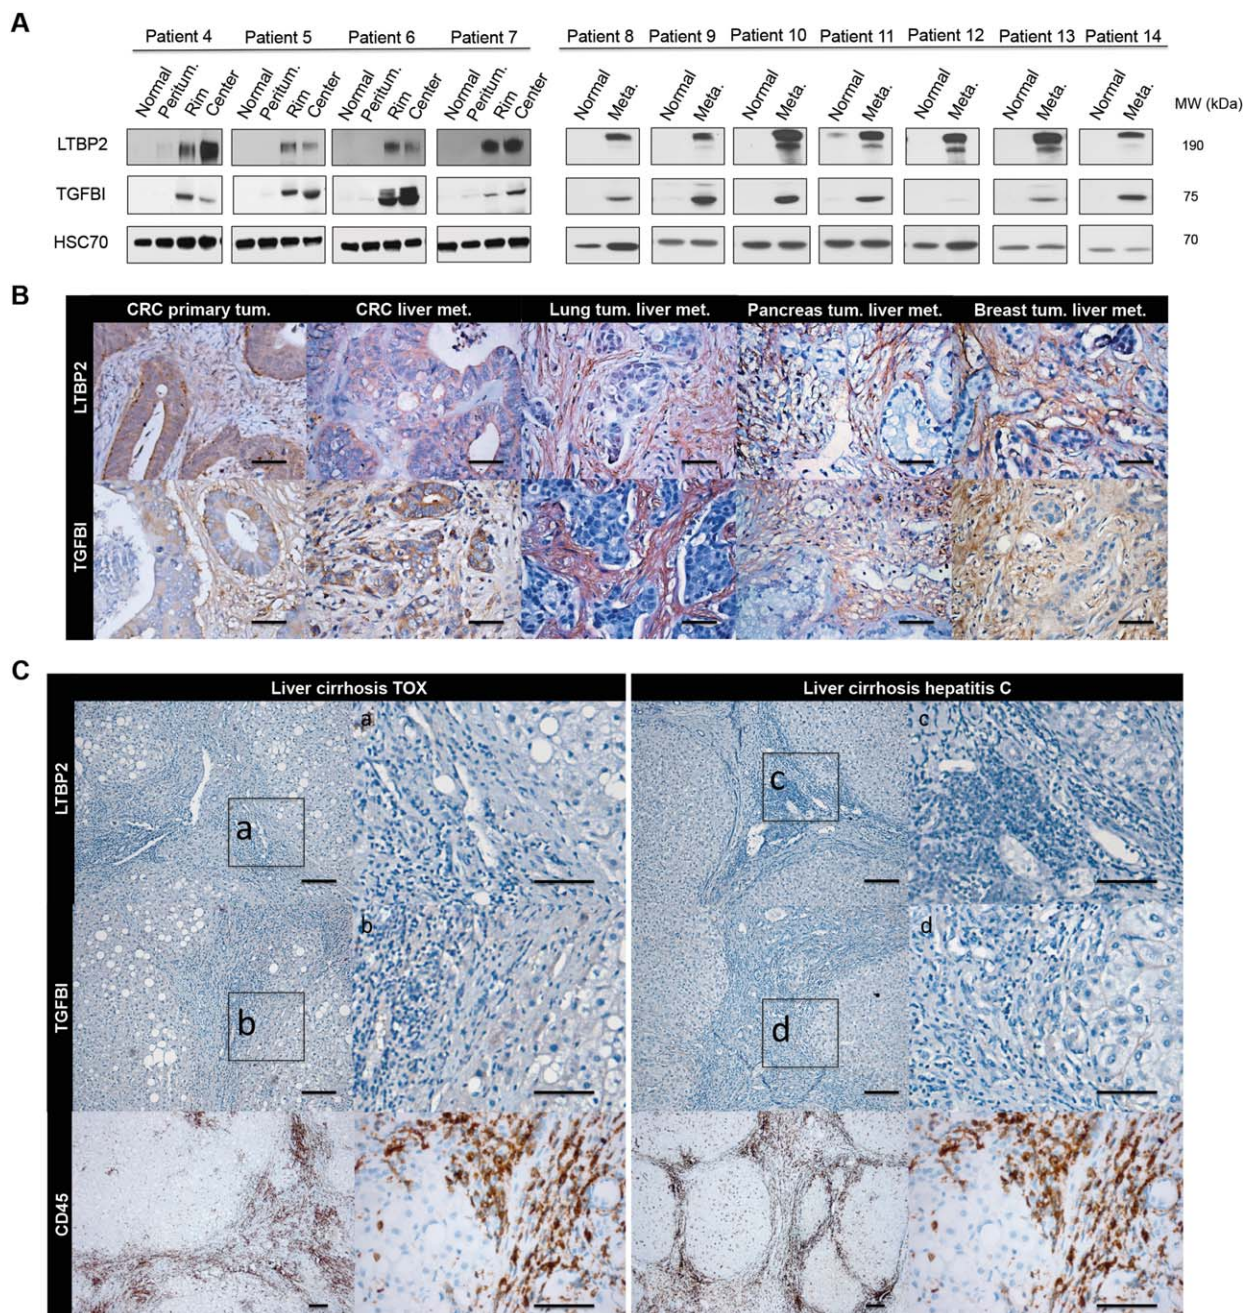 A
Patient 4 Patient 5 Patient 6 Patient 7 Patient 8 Patient 9 Patient 10 Patient 11 Patient 12 Patient 13 Patient 14
Normal Peritum. Rim Center Normal Peritum. Rim Center Normal Peritum. Rim Center Normal Peritum. Rim Center Normal Meta. Normal Meta. Normal Meta. Normal Meta. Normal Meta. Normal Meta. Normal Meta.
MW (kDa)
LTBP2 190
TGFBI 75
HSC70 70
B
CRC primary tum. CRC liver met. Lung tum. liver met. Pancreas tum. liver met. Breast tum. liver met.
LTBP2
TGFBI
C
Liver cirrhosis TOX Liver cirrhosis hepatitis C
LTBP2
a a c c
TGFBI
b b d d
CD45